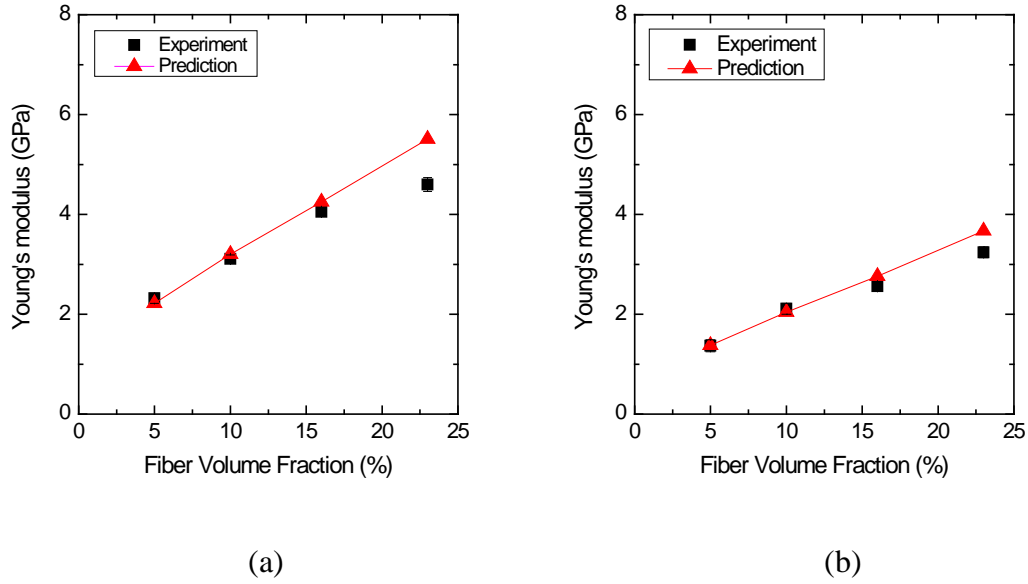 8
6
4
2
0
Young's modulus (GPa)
Experiment
Prediction
0 5 10 15 20 25
Fiber Volume Fraction (%)
(a)
8
6
4
2
0
Young's modulus (GPa)
Experiment
Prediction
0 5 10 15 20 25
Fiber Volume Fraction (%)
(b)